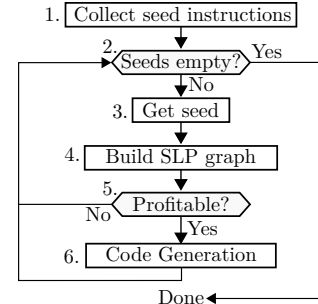 1. Collect seed instructions
2. Seeds empty? Yes
No
3. Get seed
4. Build SLP graph
5. Profitable?
No
Yes
6. Code Generation
Done